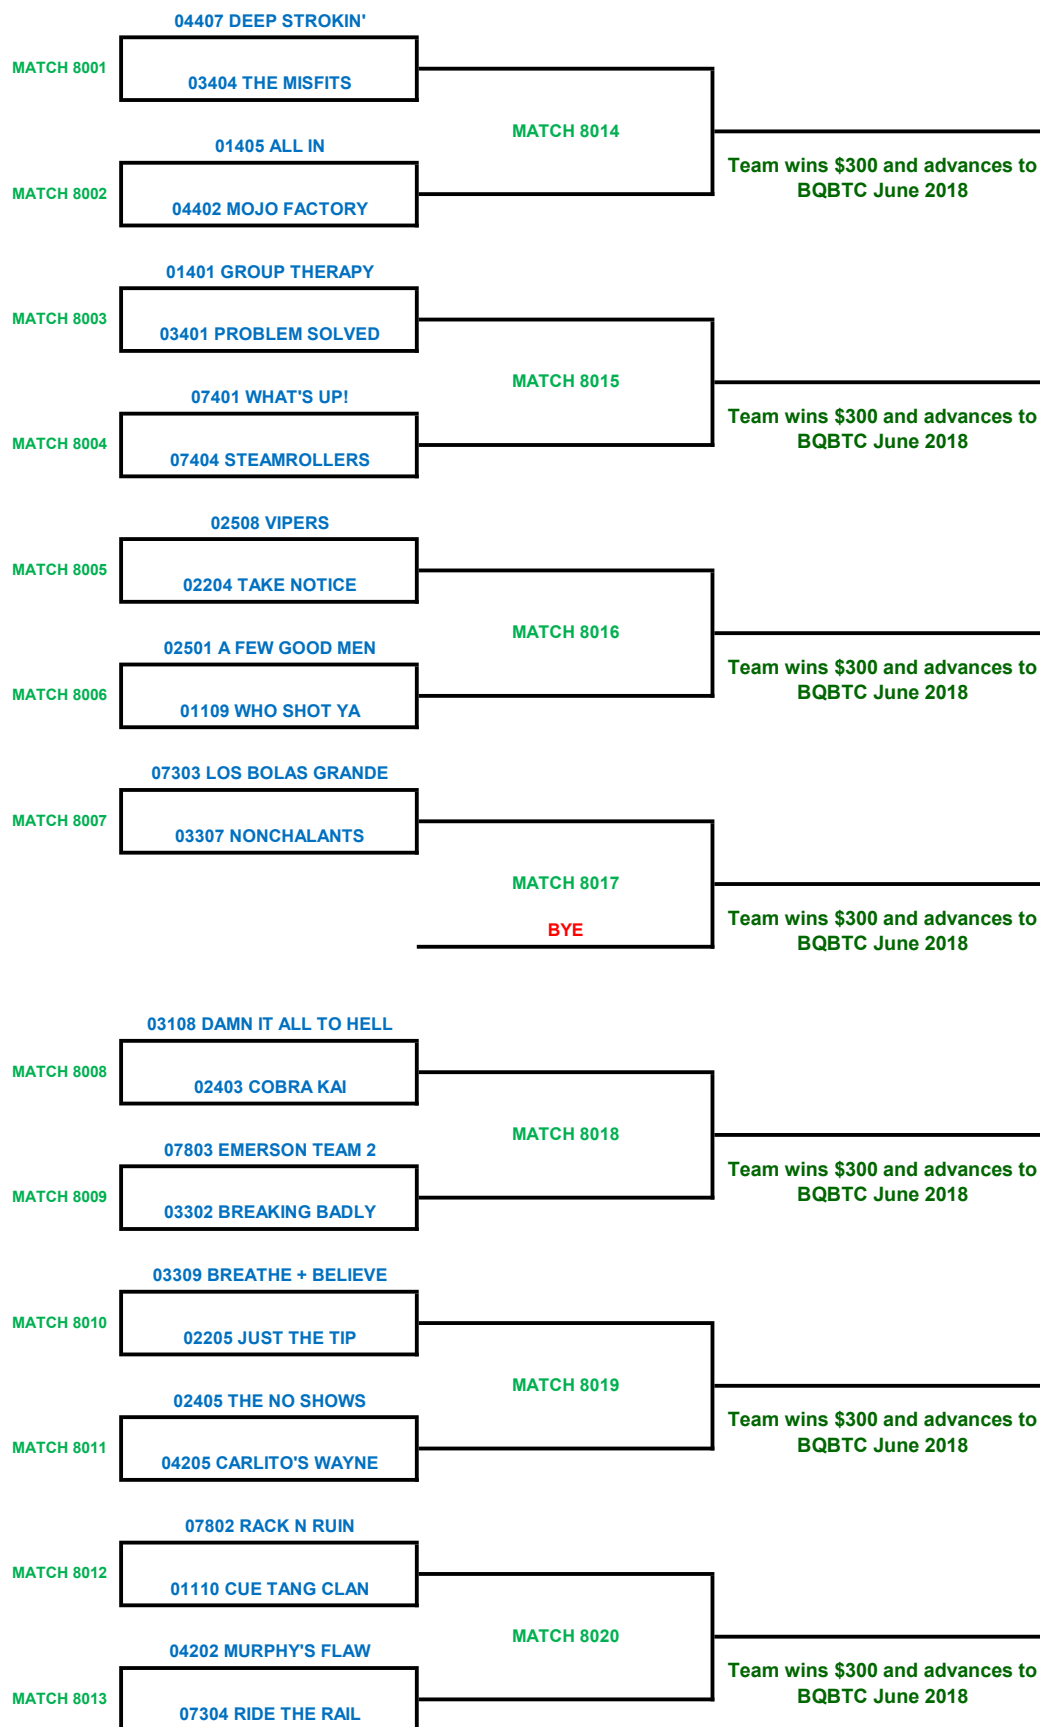 04407 DEEP STROKIN'
MATCH 8001
03404 THE MISFITS
MATCH 8014
01405 ALL IN
Team wins $300 and advances to
BQBTC June 2018
MATCH 8002
04402 MOJO FACTORY
01401 GROUP THERAPY
MATCH 8003
03401 PROBLEM SOLVED
MATCH 8015
07401 WHAT'S UP!
Team wins $300 and advances to
BQBTC June 2018
MATCH 8004
07404 STEAMROLLERS
02508 VIPERS
MATCH 8005
02204 TAKE NOTICE
MATCH 8016
02501 A FEW GOOD MEN
Team wins $300 and advances to
BQBTC June 2018
MATCH 8006
01109 WHO SHOT YA
07303 LOS BOLAS GRANDE
MATCH 8007
03307 NONCHALANTS
MATCH 8017
Team wins $300 and advances to
BQBTC June 2018
BYE
03108 DAMN IT ALL TO HELL
MATCH 8008
02403 COBRA KAI
MATCH 8018
07803 EMERSON TEAM 2
Team wins $300 and advances to
BQBTC June 2018
MATCH 8009
03302 BREAKING BADLY
03309 BREATHE + BELIEVE
MATCH 8010
02205 JUST THE TIP
MATCH 8019
02405 THE NO SHOWS
Team wins $300 and advances to
BQBTC June 2018
MATCH 8011
04205 CARLITO'S WAYNE
07802 RACK N RUIN
MATCH 8012
01110 CUE TANG CLAN
MATCH 8020
04202 MURPHY'S FLAW
Team wins $300 and advances to
BQBTC June 2018
MATCH 8013
07304 RIDE THE RAIL